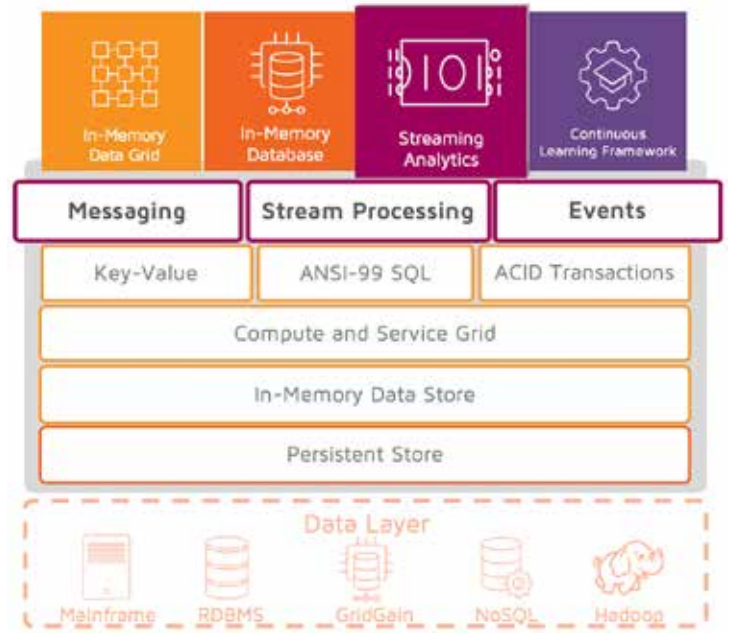 In-Memory
Data Grid
In-Memory
Database
Streaming
Analytics
Continuous
Learning Framework
Messaging
Stream Processing
Events
Key-Value
ANSI-99 SQL
ACID Transactions
Compute and Service Grid
In-Memory Data Store
Persistent Store
Data Layer
Mainframe
RDBMS
GridGain
NoSQL
Hadoop